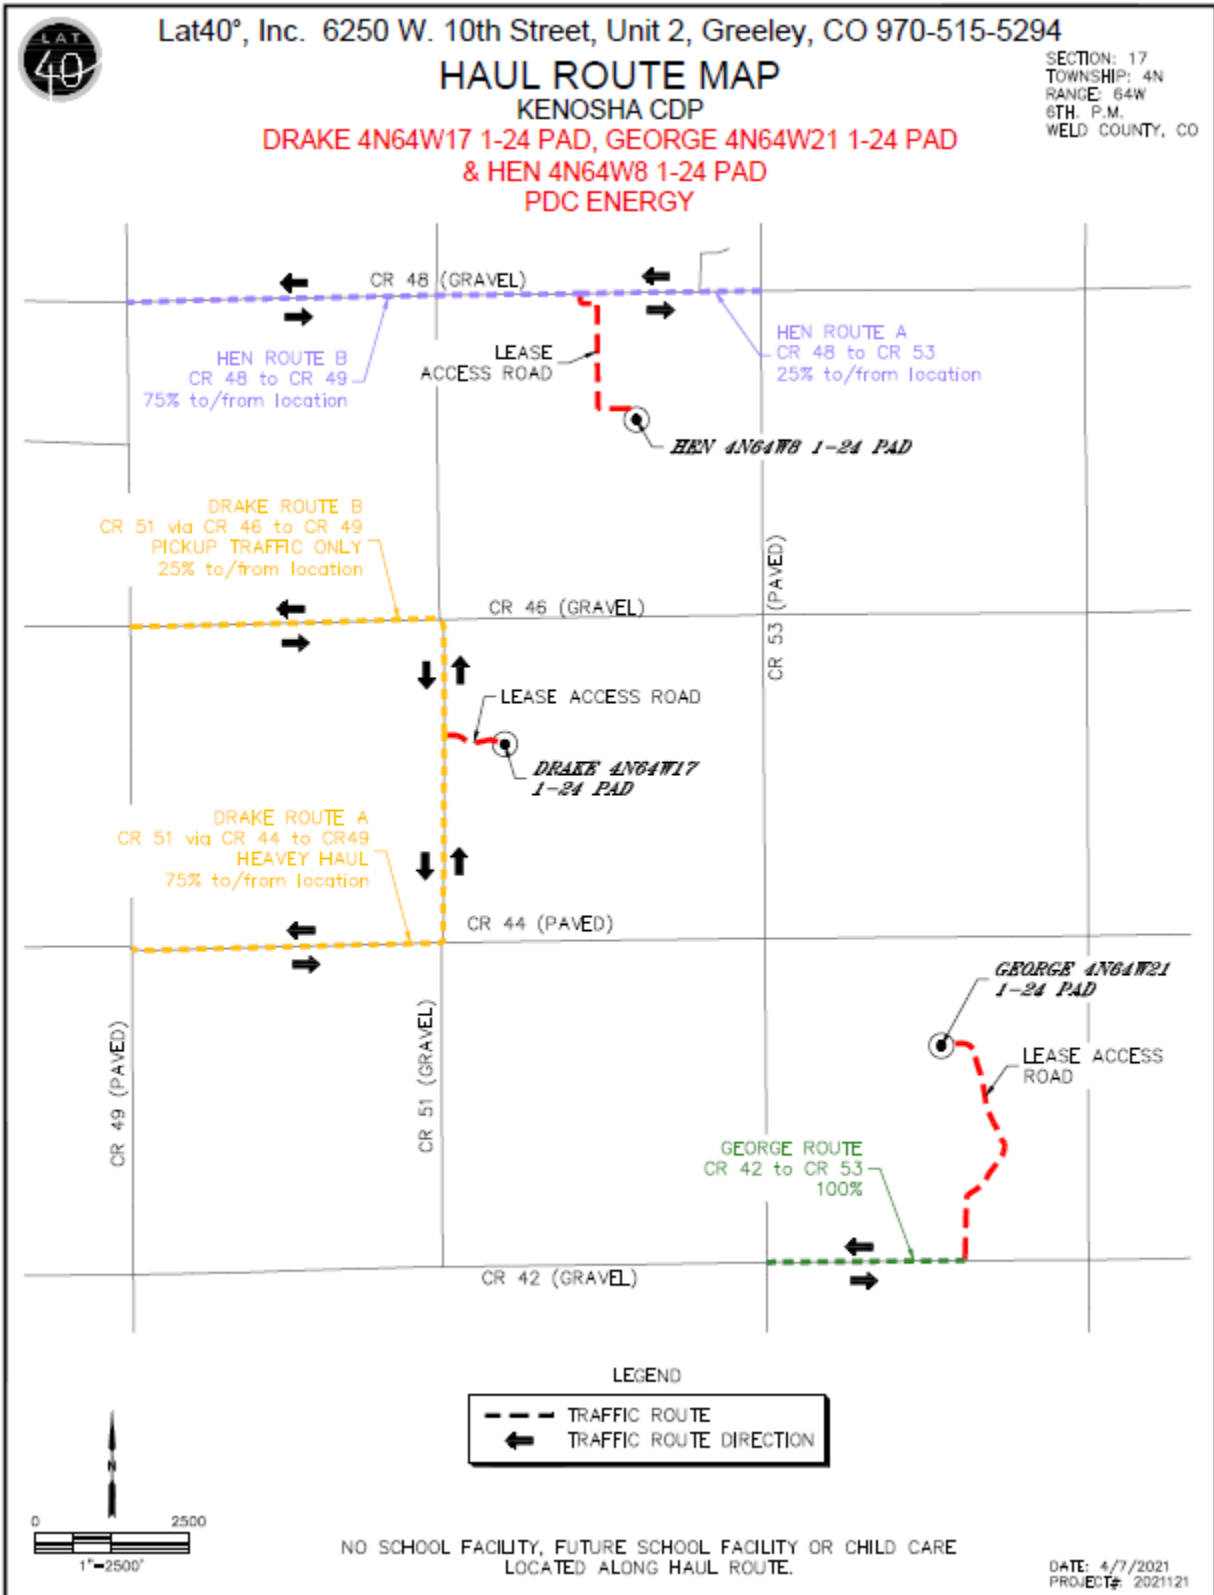 LAT
40
Lat40°, Inc. 6250 W. 10th Street, Unit 2, Greeley, CO 970-515-5294
HAUL ROUTE MAP
KENOSHA CDP
DRAKE 4N64W17 1-24 PAD, GEORGE 4N64W21 1-24 PAD
& HEN 4N64W8 1-24 PAD
PDC ENERGY
SECTION: 17
TOWNSHIP: 4N
RANGE: 64W
6TH. P.M.
WELD COUNTY, CO
CR 48 (GRAVEL)
HEN ROUTE B
CR 48 to CR 49
75% to/from location
LEASE
ACCESS ROAD
HEN ROUTE A
CR 48 to CR 53
25% to/from location
HEN 4N64W8 1-24 PAD
DRAKE ROUTE B
CR 51 via CR 46 to CR 49
PICKUP TRAFFIC ONLY
25% to/from location
CR 46 (GRAVEL)
CR 53 (PAVED)
LEASE ACCESS ROAD
DRAKE 4N64W17
1-24 PAD
DRAKE ROUTE A
CR 51 via CR 44 to CR49
HEAVEY HAUL
75% to/from location
CR 44 (PAVED)
GEORGE 4N64W21
1-24 PAD
LEASE ACCESS
ROAD
CR 49 (PAVED)
CR 51 (GRAVEL)
GEORGE ROUTE
CR 42 to CR 53
100%
CR 42 (GRAVEL)
LEGEND
TRAFFIC ROUTE
TRAFFIC ROUTE DIRECTION
N
0 2500
1"=2500'
NO SCHOOL FACILITY, FUTURE SCHOOL FACILITY OR CHILD CARE
LOCATED ALONG HAUL ROUTE.
DATE: 4/7/2021
PROJECT#: 2021121